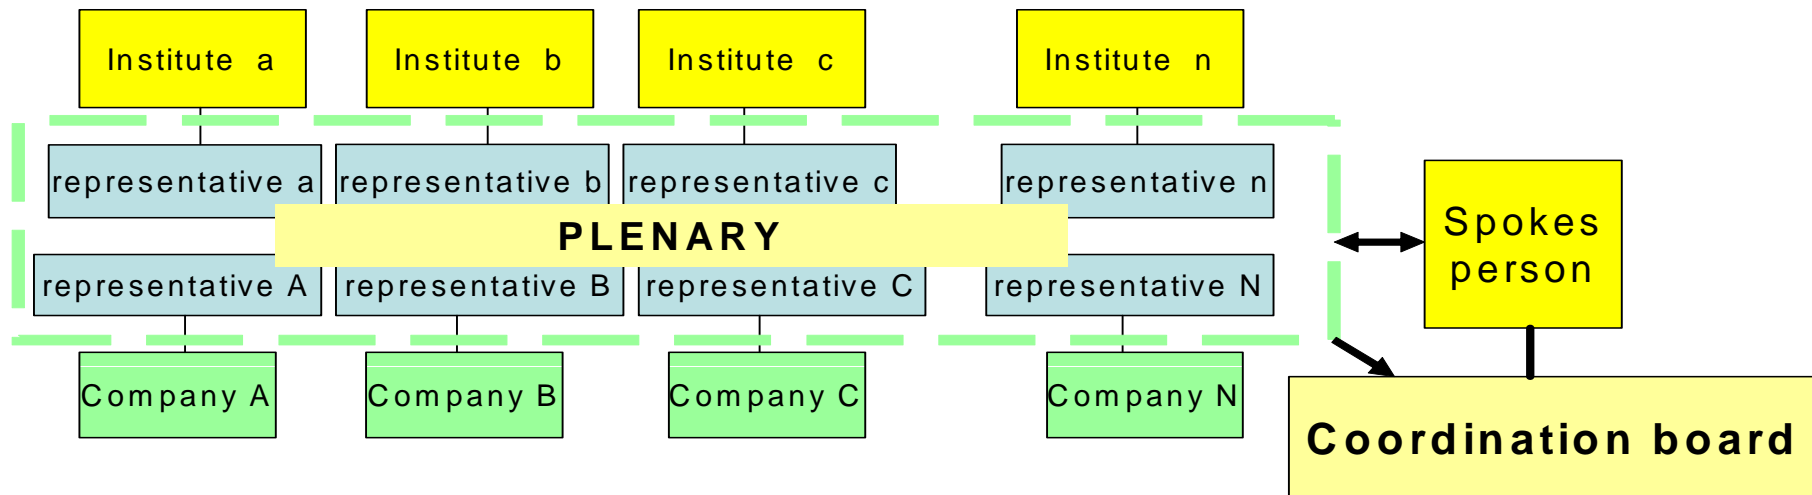 Institute a
Institute b
Institute c
Institute n
representative a
representative b
representative c
representative n
PLENARY
representative A
representative B
representative C
representative N
Company A
Company B
Company C
Company N
Spokes
person
Coordination board